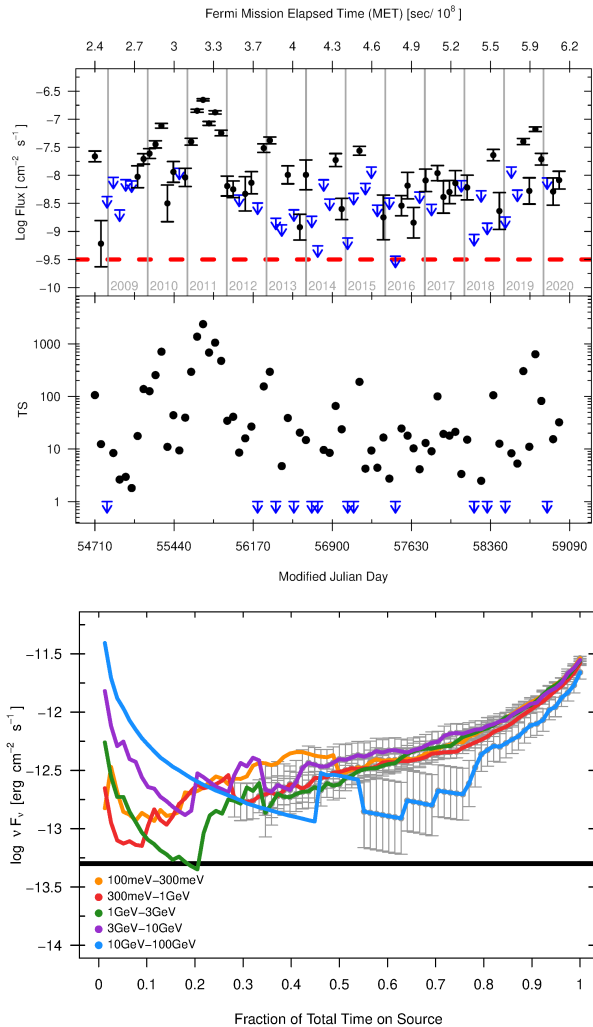 Fermi Mission Elapsed Time (MET) [sec/ 10^8 ]
2.4 2.7 3 3.3 3.7 4 4.3 4.6 4.9 5.2 5.5 5.9 6.2
Log Flux [ cm^−2 s^−1 ]
−6.5
−7
−7.5
−8
−8.5
−9
−9.5
−10
2009 2010 2011 2012 2013 2014 2015 2016 2017 2018 2019 2020
TS
1000
100
10
1
54710 55440 56170 56900 57630 58360 59090
Modified Julian Day
log ν Fν [erg cm^−2 s^−1 ]
−11.5
−12
−12.5
−13
−13.5
−14
100meV−300meV
300meV−1GeV
1GeV−3GeV
3GeV−10GeV
10GeV−100GeV
0 0.1 0.2 0.3 0.4 0.5 0.6 0.7 0.8 0.9 1
Fraction of Total Time on Source